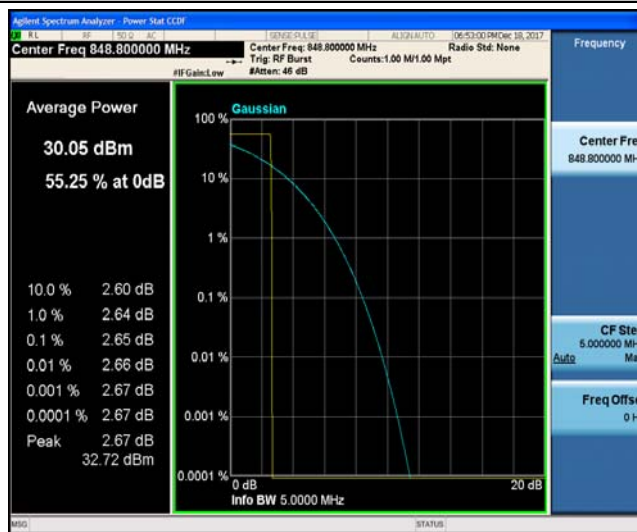 Agilent Spectrum Analyzer - Power Stat CCDF
RL RF 50 Ω AC SENSE:PULSE ALIGNAUTO 06:53:00 PM Dec 18, 2017
Center Freq 848.800000 MHz
Center Freq: 848.800000 MHz Radio Std: None
Trig: RF Burst Counts:1.00 M/1.00 Mpt
#IFGain:Low #Atten: 46 dB
Frequency
Average Power
30.05 dBm
55.25 % at 0dB
10.0 % 2.60 dB
1.0 % 2.64 dB
0.1 % 2.65 dB
0.01 % 2.66 dB
0.001 % 2.67 dB
0.0001 % 2.67 dB
Peak 2.67 dB
32.72 dBm
Gaussian
100 %
10 %
1 %
0.1 %
0.01 %
0.001 %
0.0001 %
0 dB 20 dB
Info BW 5.0000 MHz
Center Fre
848.800000 MH
CF Ste
5.000000 MH
Auto Ma
Freq Offs
0 H
MSG STATUS